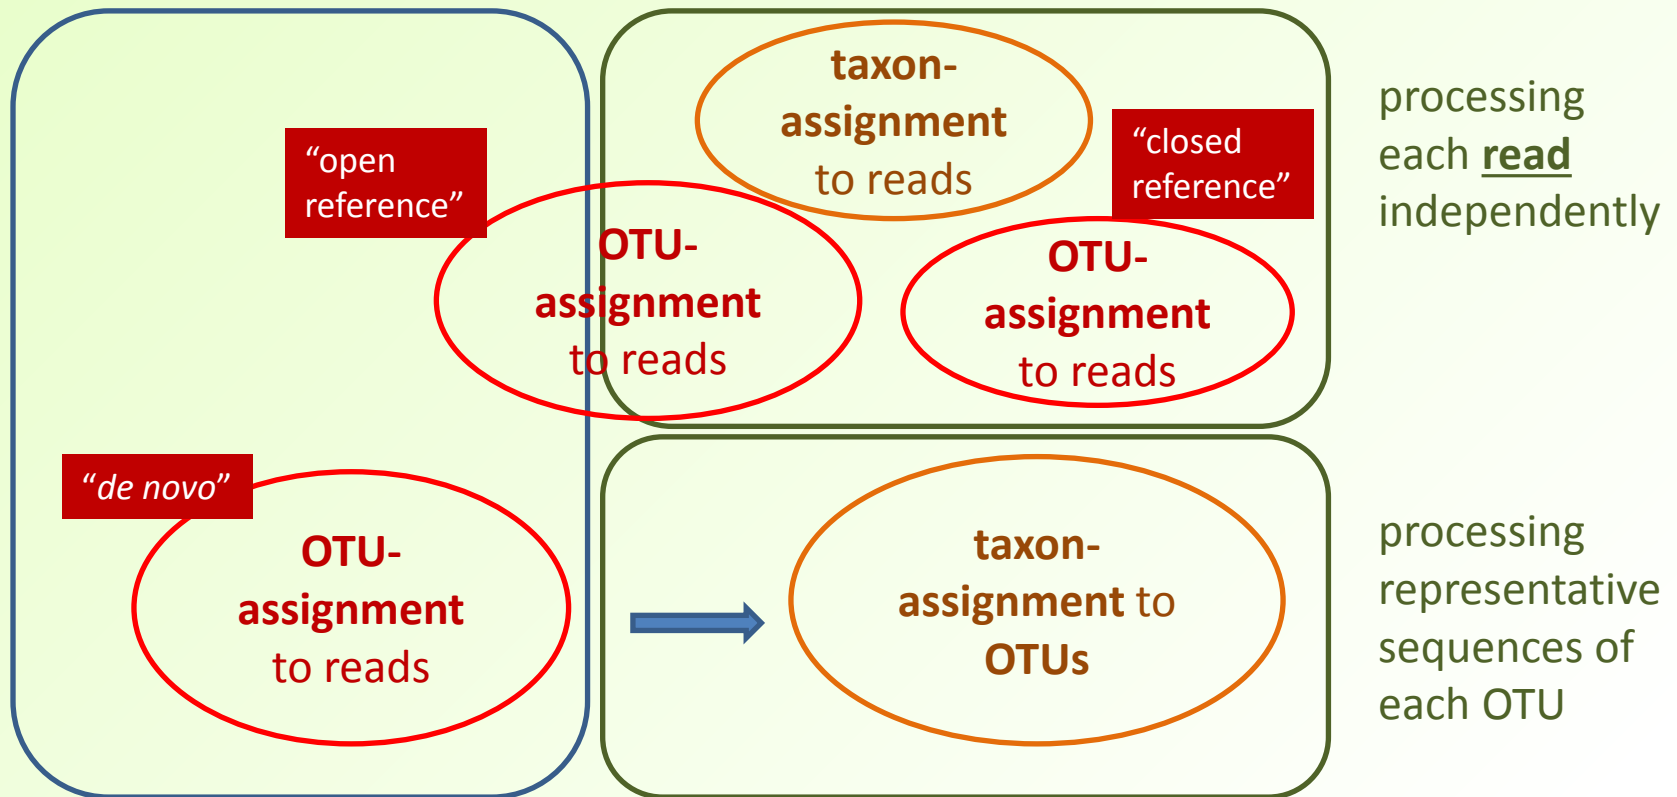 taxon-
assignment
to reads
“closed
reference”
“open
reference”
OTU-
assignment
to reads
OTU-
assignment
to reads
processing
each read
independently
“de novo”
OTU-
assignment
to reads
taxon-
assignment to
OTUs
processing
representative
sequences of
each OTU